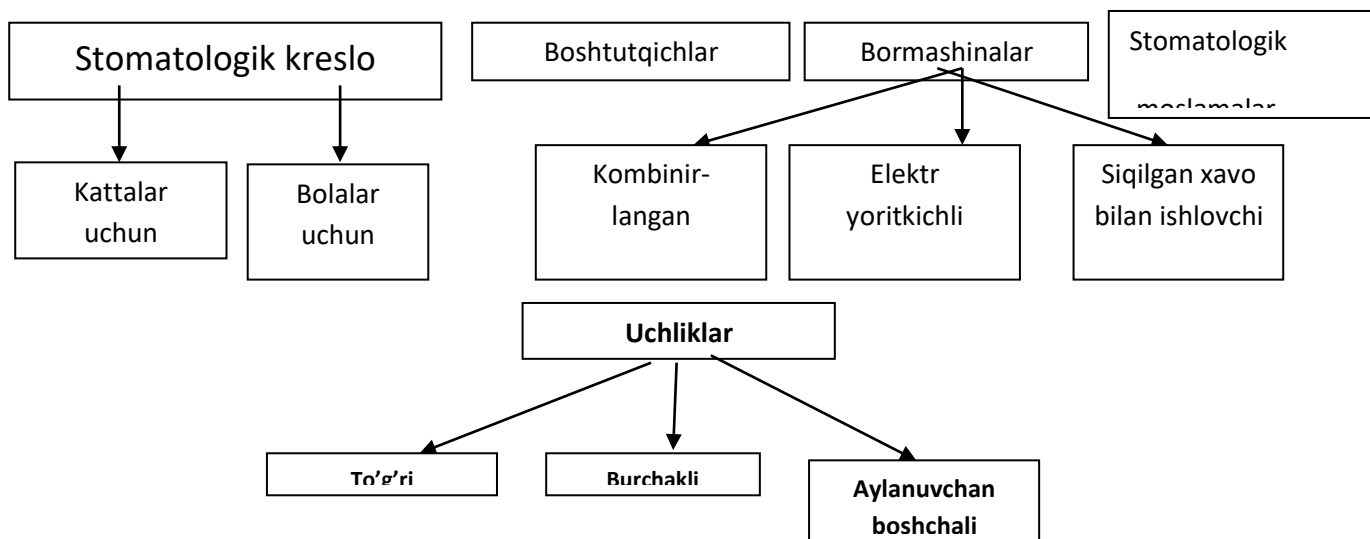 Stomatologik kreslo
Boshtutqichlar
Bormashinalar
Stomatologik
moslamalar
Kattalar
uchun
Bolalar
uchun
Kombinir-
langan
Elektr
yoritkichli
Siqilgan xavo
bilan ishlovchi
Uchliklar
To’g’ri
Burchakli
Aylanuvchan
boshchali